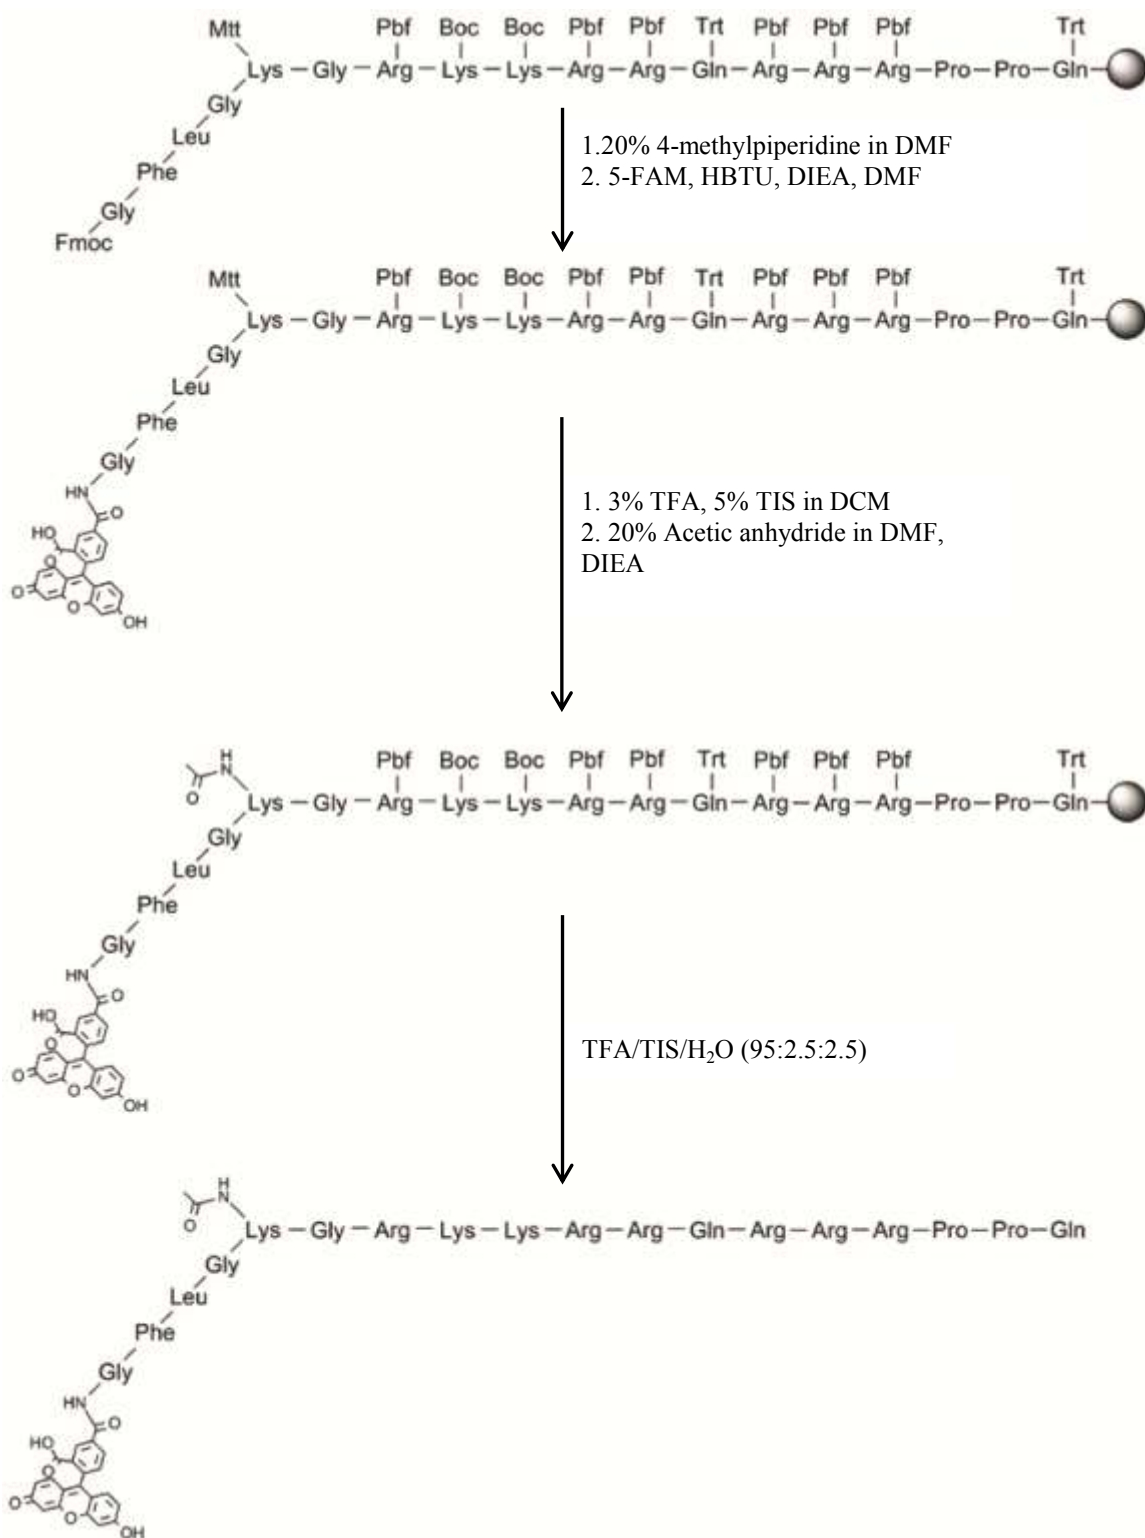 Mtt Pbf Boc Boc Pbf Pbf Trt Pbf Pbf Pbf Trt
Lys – Gly – Arg – Lys – Lys – Arg – Arg – Gln – Arg – Arg – Arg – Pro – Pro – Gln
Gly
Leu
Phe
Gly
Fmoc
1.20% 4-methylpiperidine in DMF
2. 5-FAM, HBTU, DIEA, DMF
Mtt Pbf Boc Boc Pbf Pbf Trt Pbf Pbf Pbf Trt
Lys – Gly – Arg – Lys – Lys – Arg – Arg – Gln – Arg – Arg – Arg – Pro – Pro – Gln
Gly
Leu
Phe
Gly
HN
O
HO
O
O
O
OH
1. 3% TFA, 5% TIS in DCM
2. 20% Acetic anhydride in DMF,
DIEA
H
N
O
Pbf Boc Boc Pbf Pbf Trt Pbf Pbf Pbf Trt
Lys – Gly – Arg – Lys – Lys – Arg – Arg – Gln – Arg – Arg – Arg – Pro – Pro – Gln
Gly
Leu
Phe
Gly
HN
O
HO
O
O
O
OH
TFA/TIS/H₂O (95:2.5:2.5)
H
N
O
Lys – Gly – Arg – Lys – Lys – Arg – Arg – Gln – Arg – Arg – Arg – Pro – Pro – Gln
Gly
Leu
Phe
Gly
HN
O
HO
O
O
O
OH